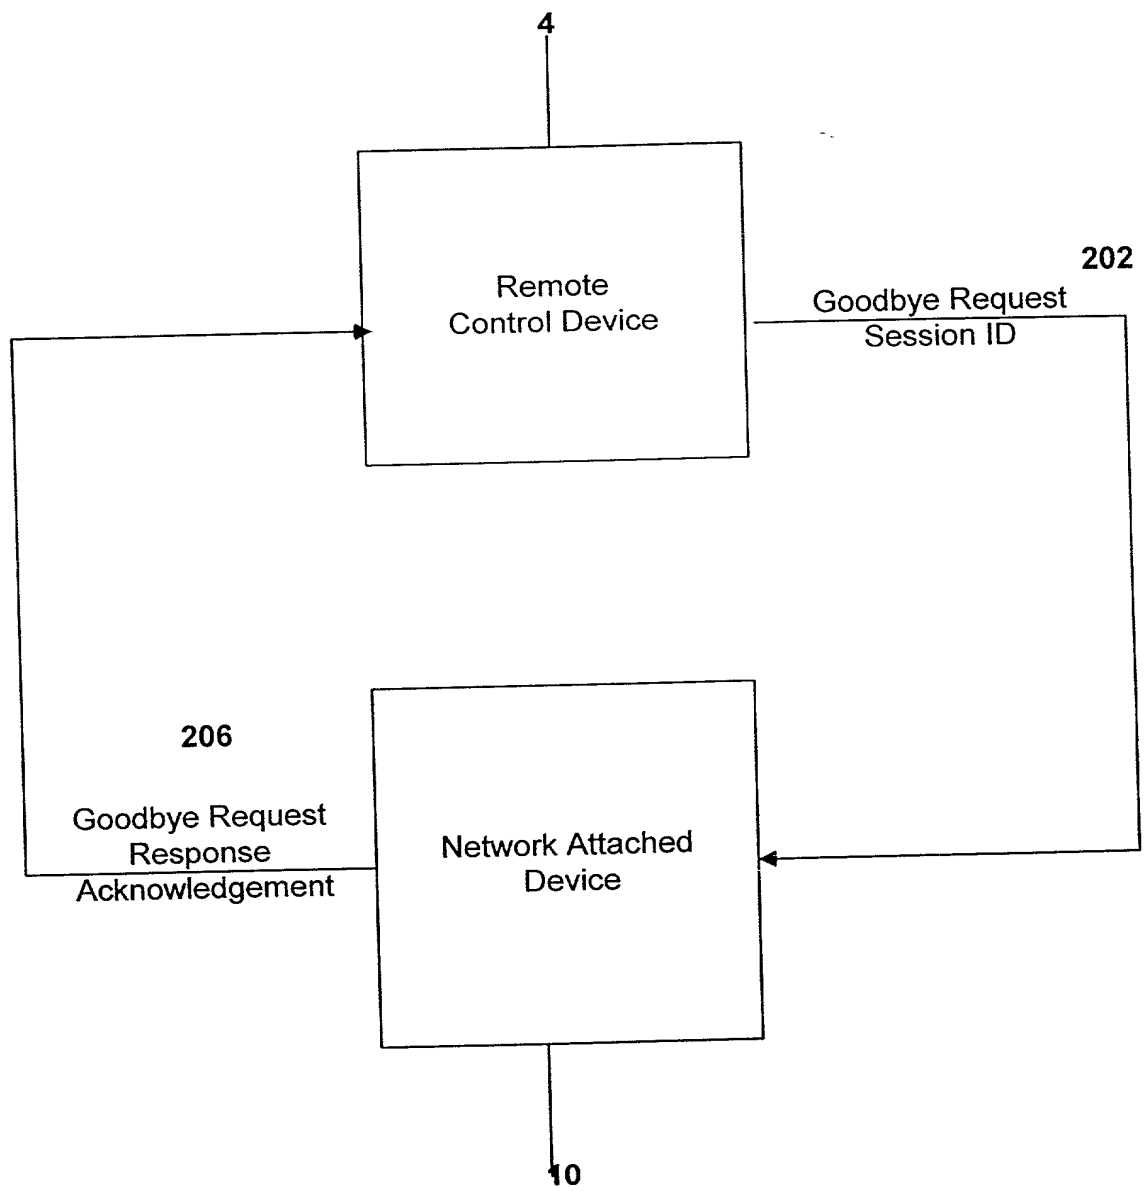 4
Remote
Control Device
202
Goodbye Request
Session ID
206
Goodbye Request
Response
Acknowledgement
Network Attached
Device
10